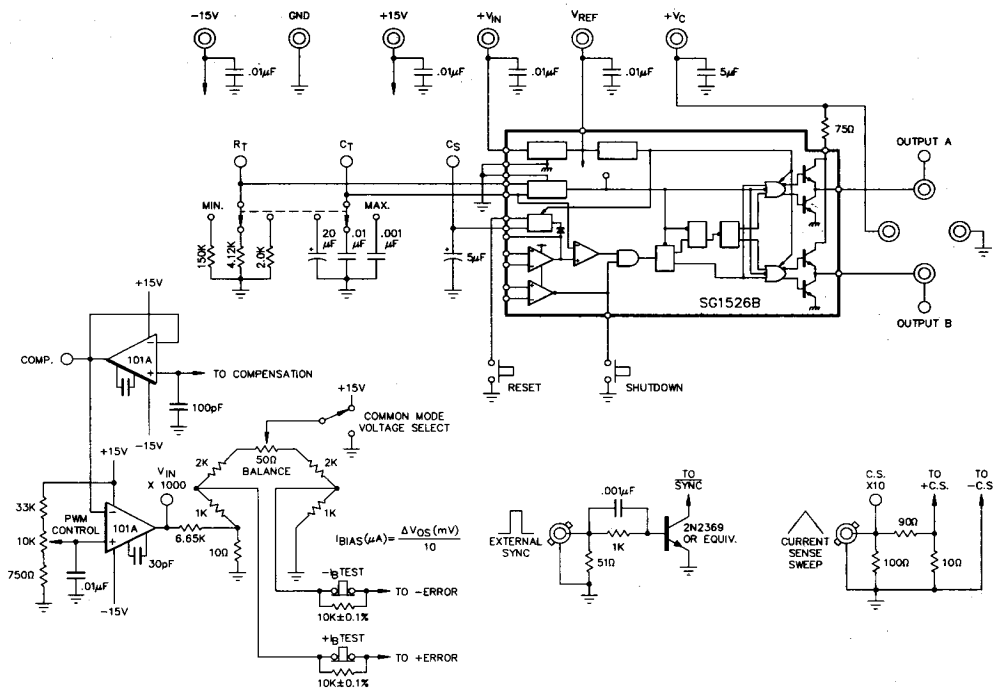 -15V
GND
+15V
+VIN
VREF
+VC
.01µF
.01µF
.01µF
.01µF
5µF
75Ω
OUTPUT A
RT
CT
CS
MIN.
MAX.
150K
4.12K
2.0K
20 µF
.01 µF
.001 µF
5µF
SG1526B
OUTPUT B
RESET
SHUTDOWN
+15V
COMP.
101A
TO COMPENSATION
100pF
-15V
+15V
COMMON MODE
VOLTAGE SELECT
+15V
VIN
X 1000
2K
50Ω
BALANCE
2K
33K
PWM
CONTROL
101A
1K
1K
10K
6.65K
10Ω
750Ω
.01µF
30pF
-15V
IBIAS(µA)=ΔVOS(mV)
10
-IB TEST
TO -ERROR
10K±0.1%
+IB TEST
TO +ERROR
10K±0.1%
TO
SYNC
.001µF
EXTERNAL
SYNC
1K
2N2369
OR EQUIV.
51Ω
C.S.
X10
TO
+C.S.
TO
-C.S
90Ω
CURRENT
SENSE
SWEEP
100Ω
10Ω